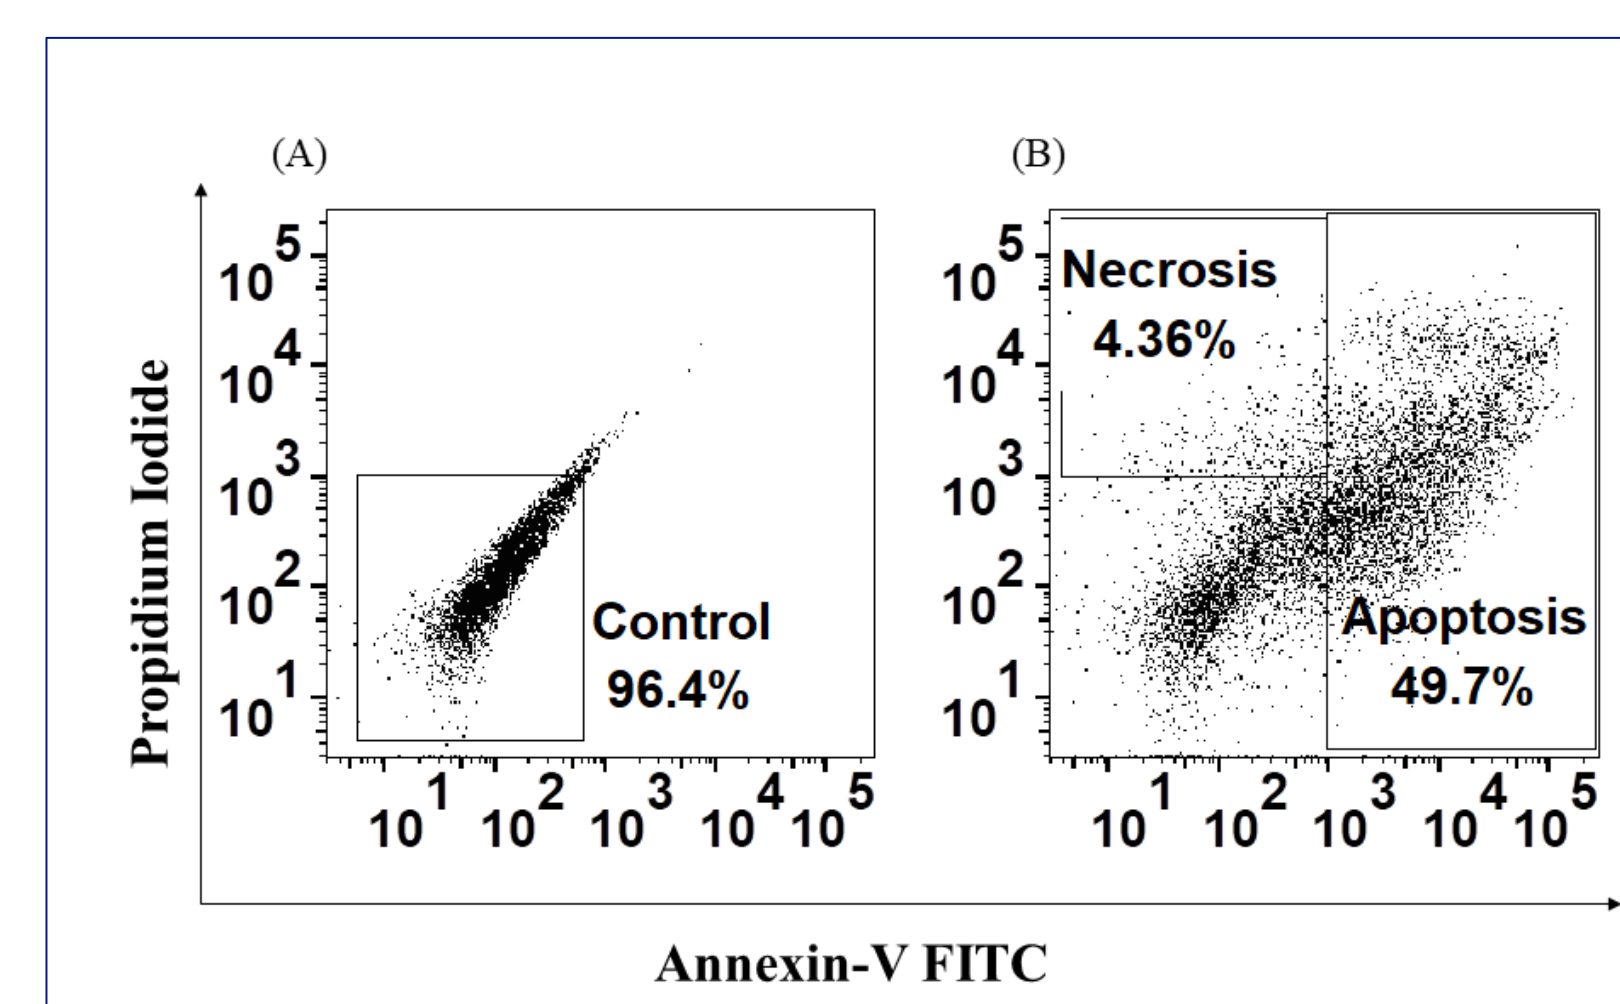 (A)
(B)
Propidium Iodide
10^5
10^4
10^3
10^2
10^1
Control
96.4%
10^1 10^2 10^3 10^4 10^5
10^5
10^4
10^3
10^2
10^1
Necrosis
4.36%
Apoptosis
49.7%
10^1 10^2 10^3 10^4 10^5
Annexin-V FITC